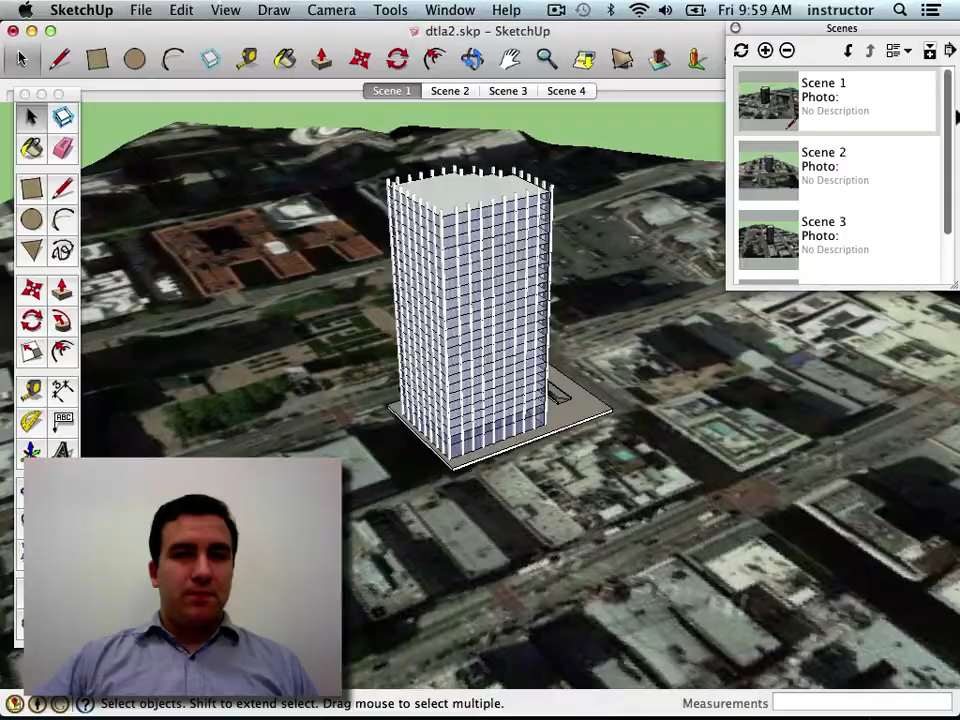 SketchUp File Edit View Draw Camera Tools Window Help Fri 9:59 AM instructor
dtla2.skp - SketchUp
Scenes
Scene 1 Scene 2 Scene 3 Scene 4
Scene 1
Photo:
No Description
Scene 2
Photo:
No Description
Scene 3
Photo:
No Description
ABC
Select objects. Shift to extend select. Drag mouse to select multiple.
Measurements